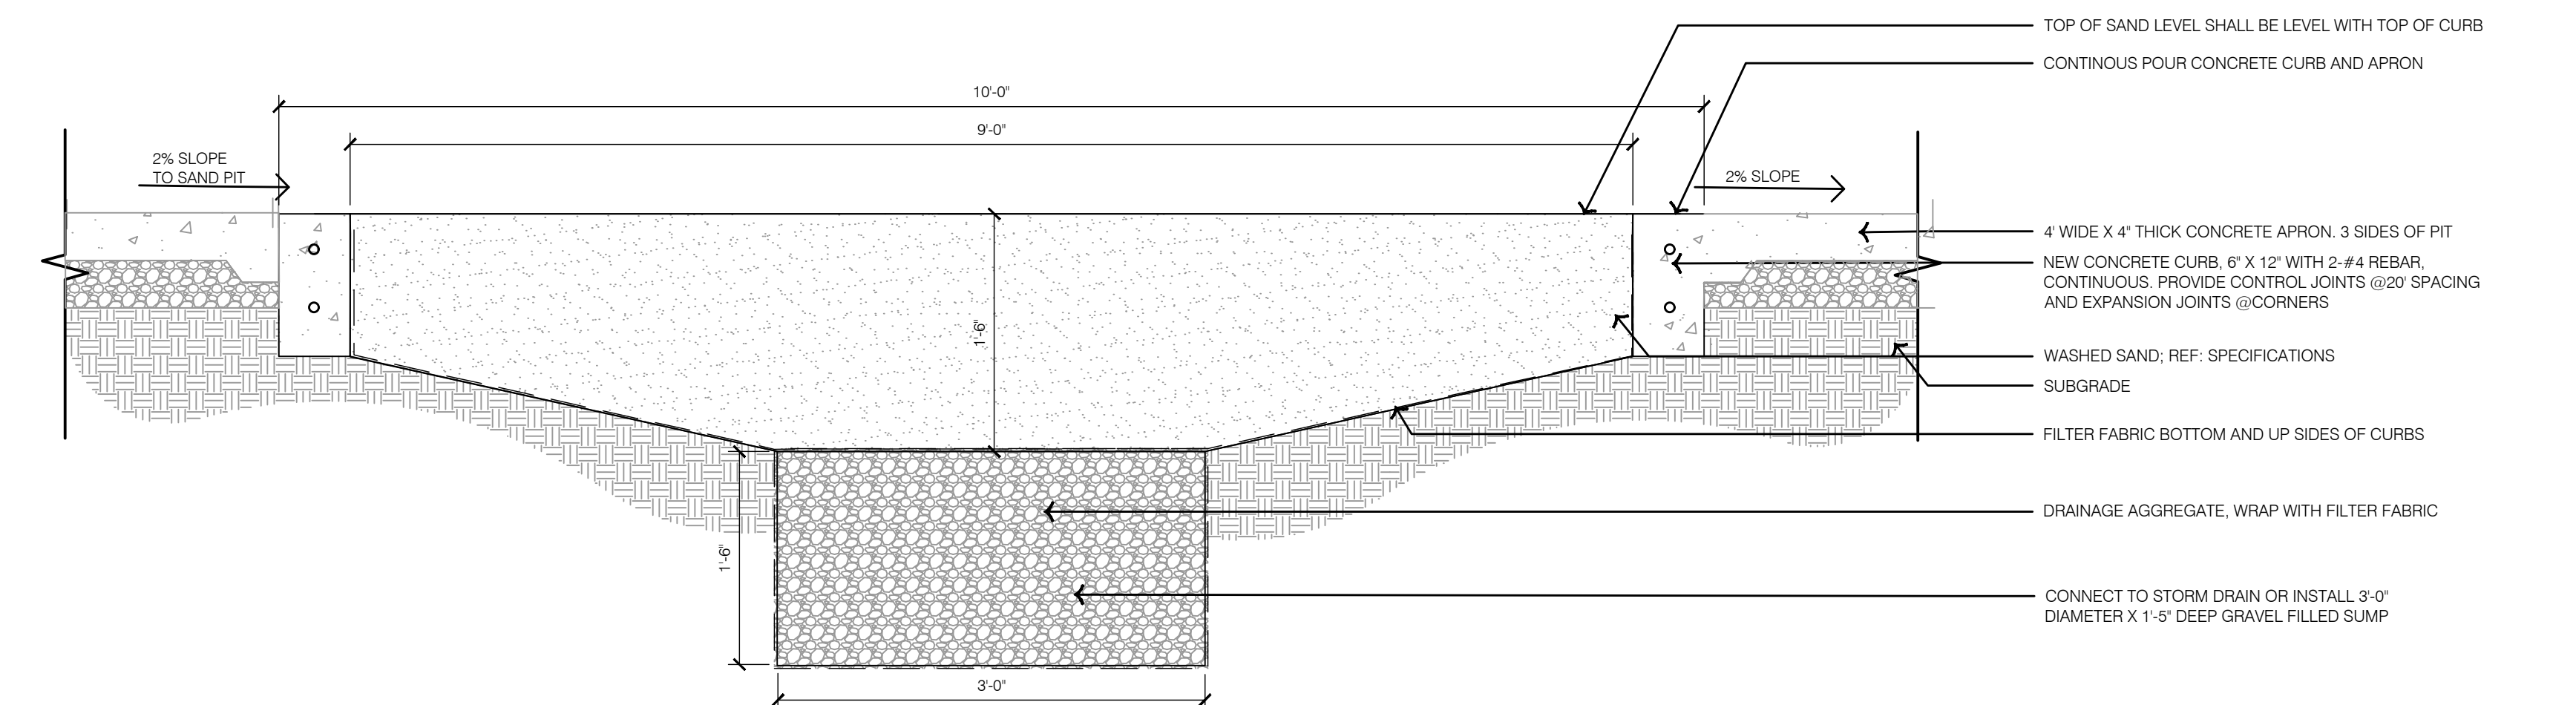 TOP OF SAND LEVEL SHALL BE LEVEL WITH TOP OF CURB
CONTINOUS POUR CONCRETE CURB AND APRON
10'-0"
9'-0"
2% SLOPE
TO SAND PIT
2% SLOPE
4' WIDE X 4" THICK CONCRETE APRON. 3 SIDES OF PIT
NEW CONCRETE CURB, 6" X 12" WITH 2-#4 REBAR,
CONTINUOUS. PROVIDE CONTROL JOINTS @20' SPACING
AND EXPANSION JOINTS @CORNERS
1'-6"
WASHED SAND; REF: SPECIFICATIONS
SUBGRADE
FILTER FABRIC BOTTOM AND UP SIDES OF CURBS
DRAINAGE AGGREGATE, WRAP WITH FILTER FABRIC
1'-6"
CONNECT TO STORM DRAIN OR INSTALL 3'-0"
DIAMETER X 1'-5" DEEP GRAVEL FILLED SUMP
3'-0"